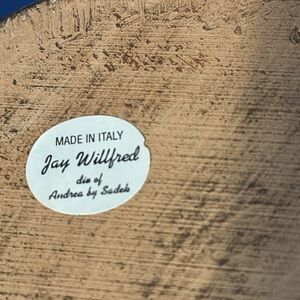 MADE IN ITALY
Jay Willfred
div of
Andrea by Sadek